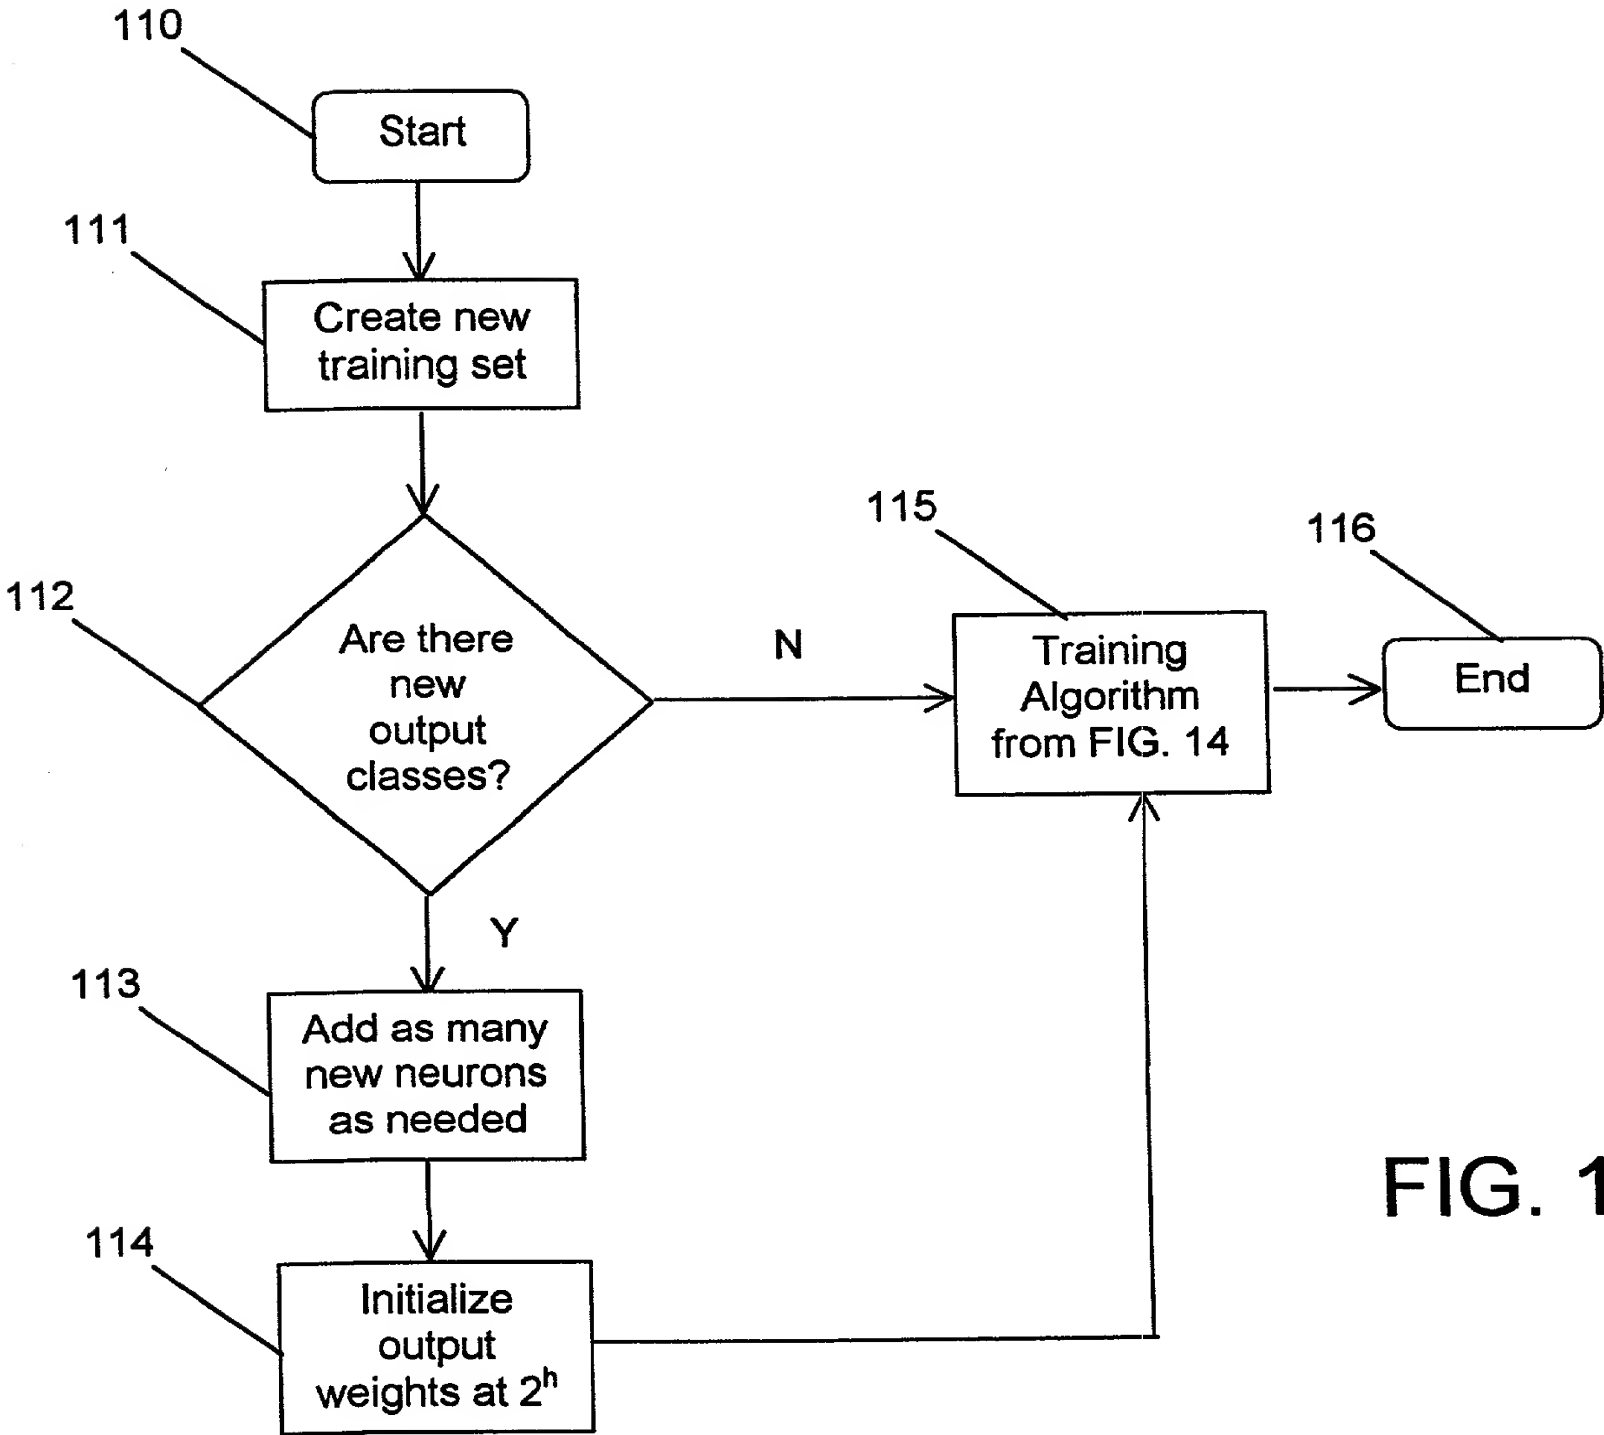 110
Start
111
Create new
training set
112
Are there
new
output
classes?
N
115
Training
Algorithm
from FIG. 14
116
End
Y
113
Add as many
new neurons
as needed
114
Initialize
output
weights at 2^h
FIG. 1